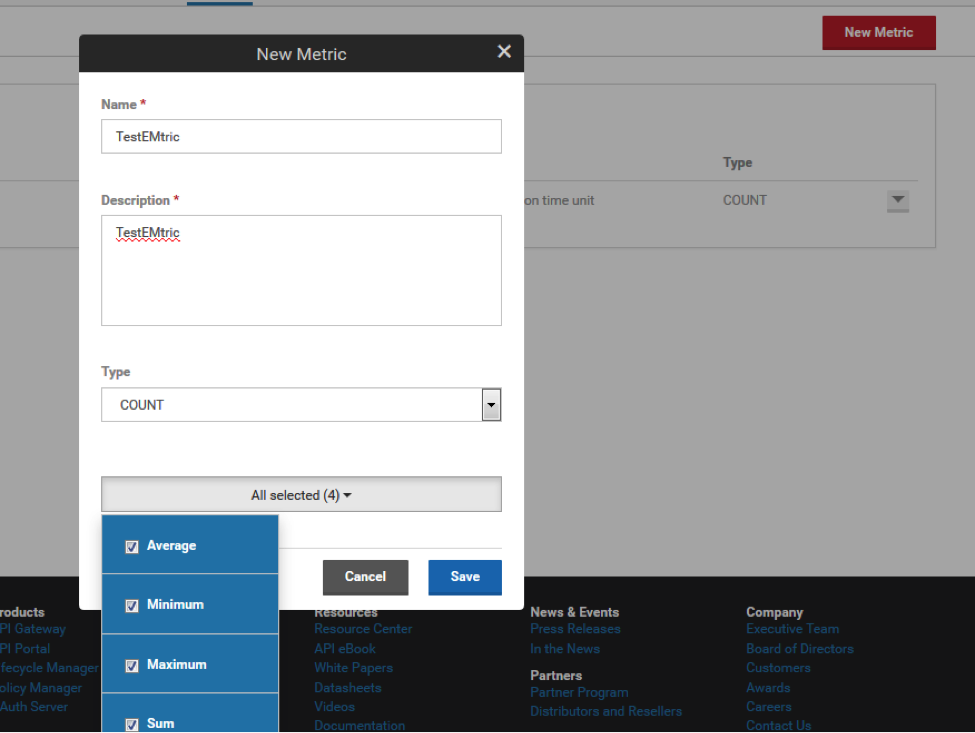 New Metric
New Metric ✕
Name *
TestEMtric
Type
Description *
on time unit COUNT
TestEMtric
Type
COUNT
All selected (4)
Average
Minimum
Maximum
Sum
Cancel Save
roducts
PI Gateway
PI Portal
fecycle Manager
olicy Manager
Auth Server
Resources
Resource Center
API eBook
White Papers
Datasheets
Videos
Documentation
News & Events
Press Releases
In the News
Partners
Partner Program
Distributors and Resellers
Company
Executive Team
Board of Directors
Customers
Awards
Careers
Contact Us